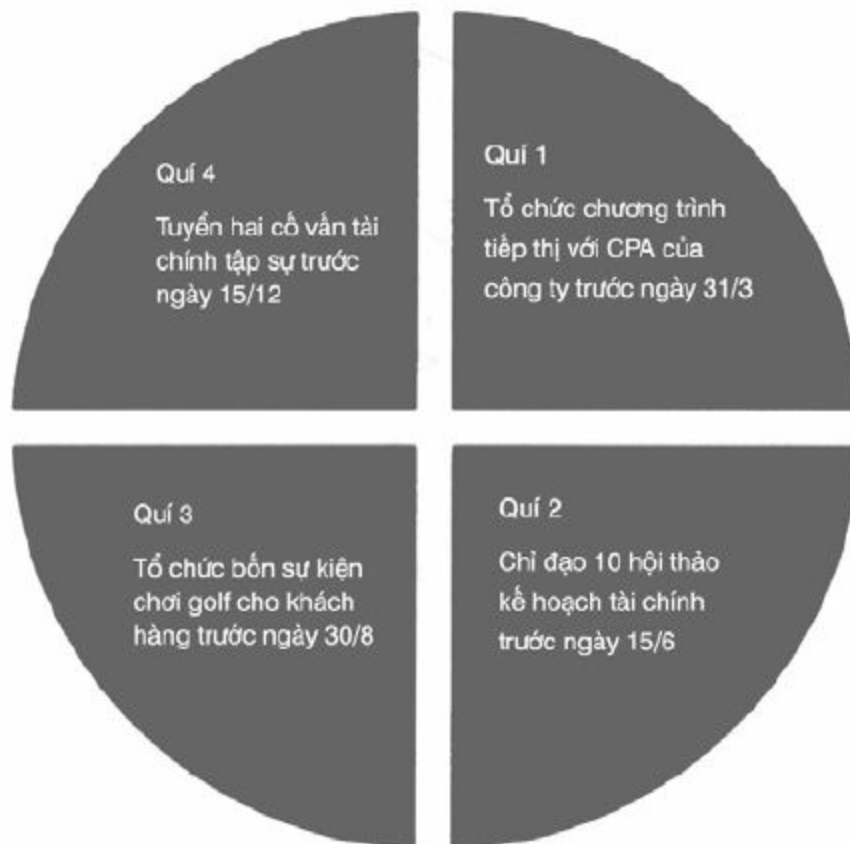 Quí 4
Tuyển hai cố vấn tài
chính tập sự trước
ngày 15/12
Quí 1
Tổ chức chương trình
tiếp thị với CPA của
công ty trước ngày 31/3
Quí 3
Tổ chức bốn sự kiện
chơi golf cho khách
hàng trước ngày 30/8
Quí 2
Chỉ đạo 10 hội thảo
kế hoạch tài chính
trước ngày 15/6